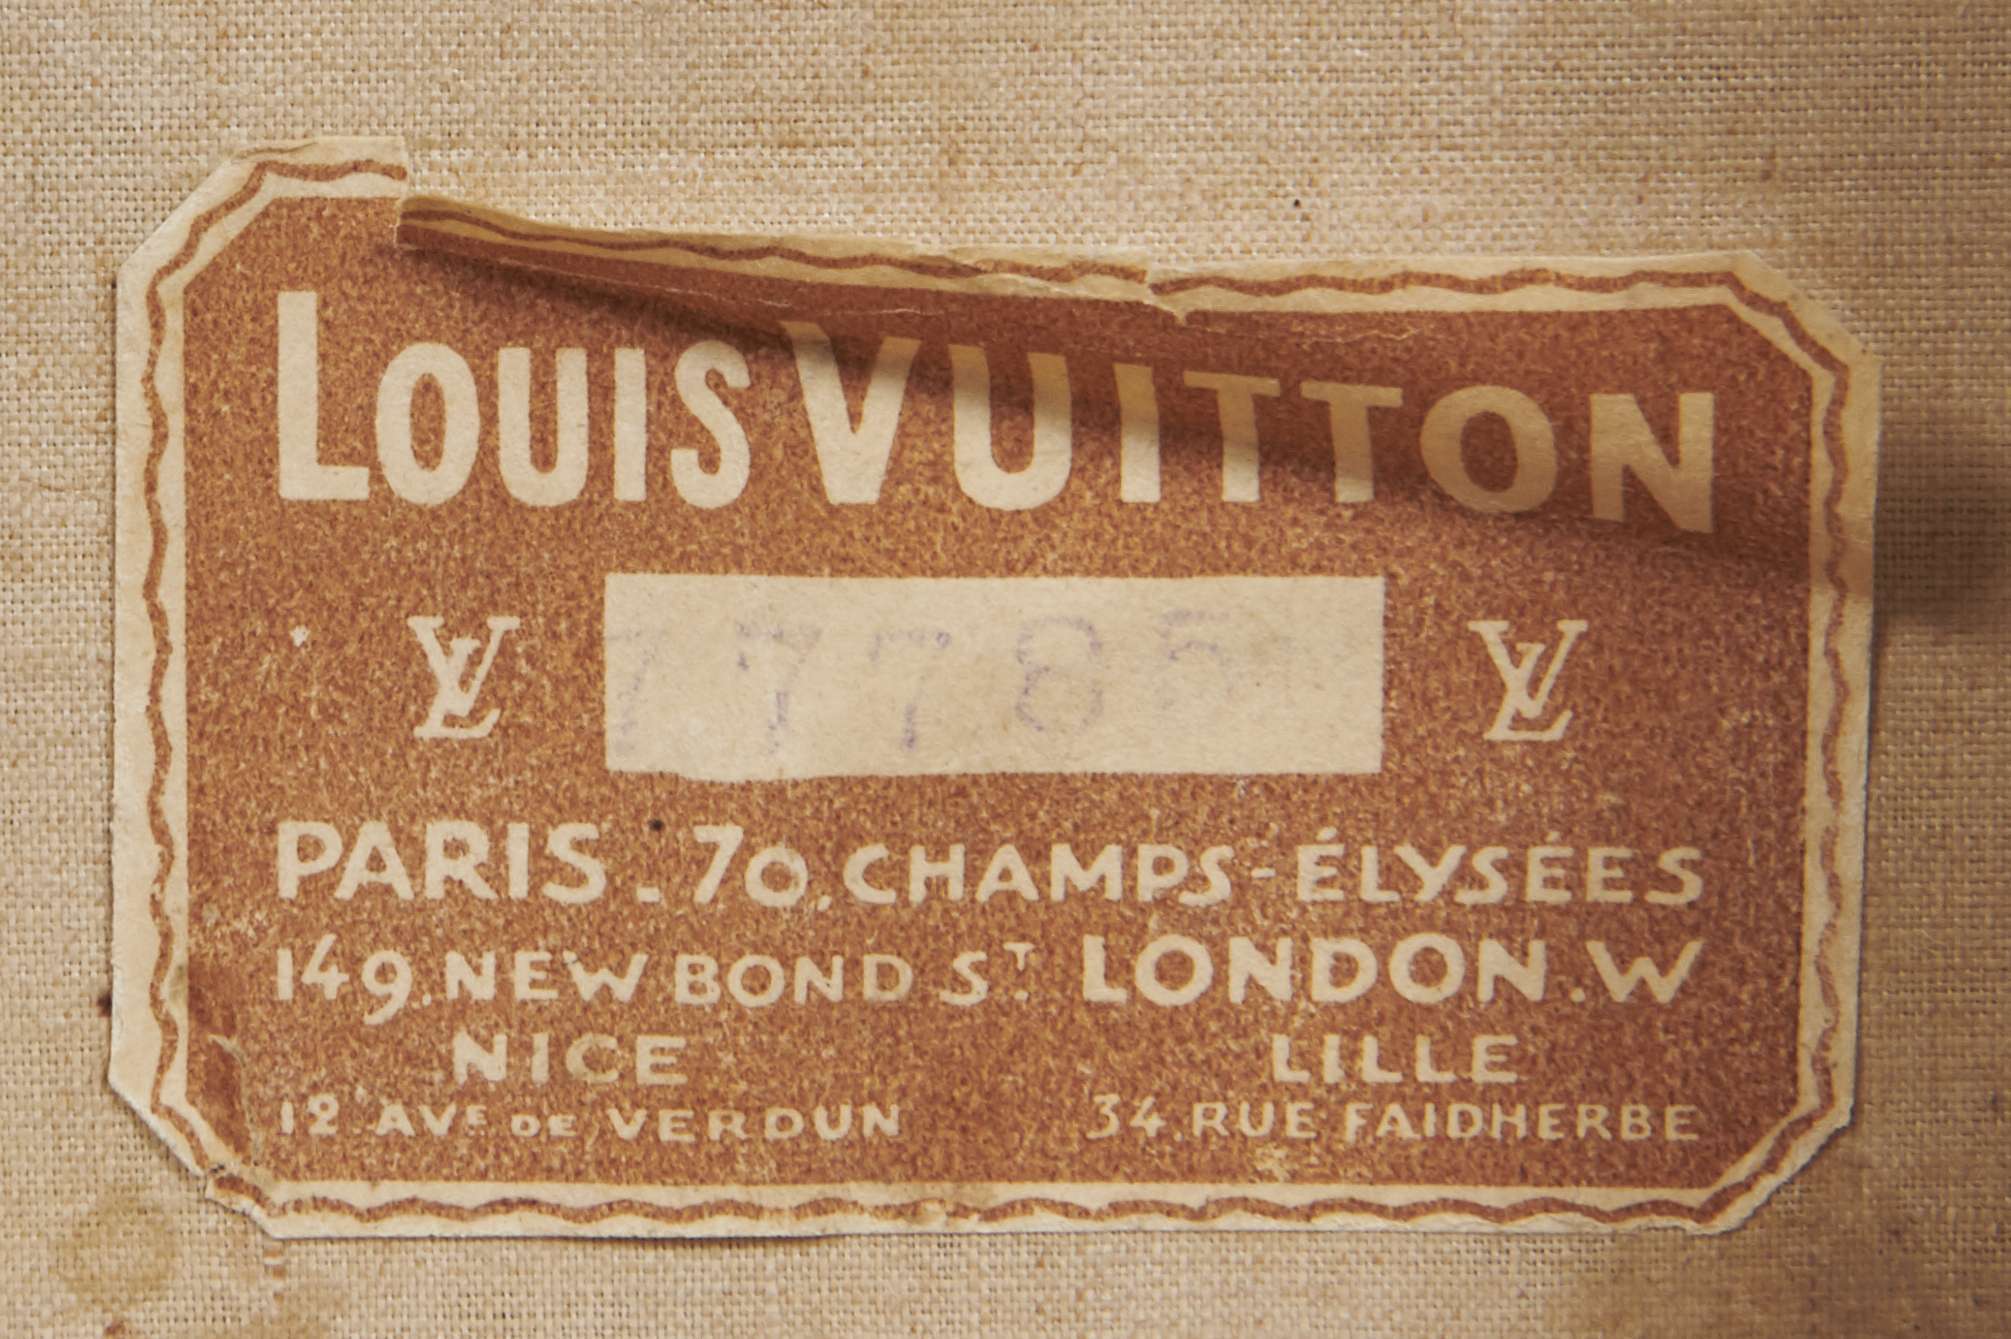 LOUIS VUITTON
LV LV
PARIS. 70, CHAMPS-ÉLYSÉES
149, NEW BOND ST LONDON.W
NICE LILLE
12 AVE DE VERDUN 34, RUE FAIDHERBE